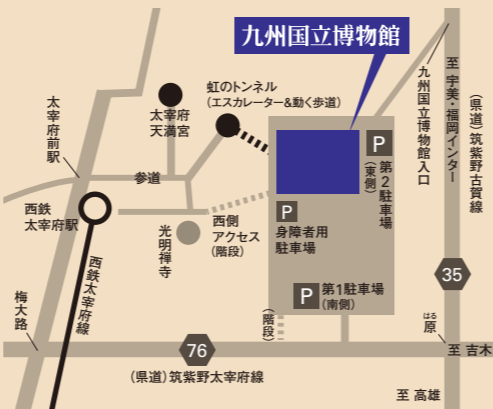 九州国立博物館
虹のトンネル
(エスカレーター&動く歩道)
太宰府
天満宮
太宰府駅前
参道
西鉄
太宰府駅
西鉄太宰府線
梅大路
光明禅寺
西側
アクセス
(階段)
P
第2駐車場
(東側)
P
身障者用
駐車場
P
第1駐車場
(南側)
(階段)
九州国立博物館入口
至 宇美・福岡インター
(県道)筑紫野古賀線
35
はる
原
至 吉木
76
(県道)筑紫野太宰府線
至 高雄